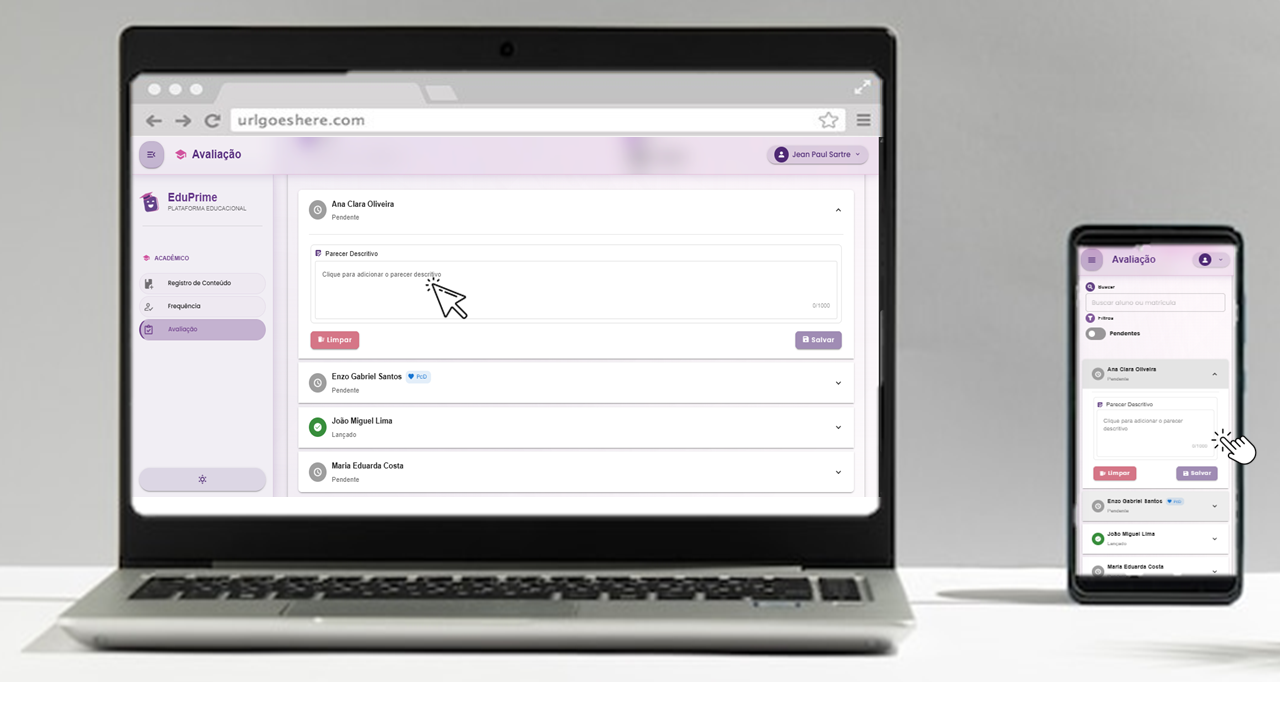 urlgoeshere.com
Avaliação
Jean Paul Sartre
EduPrime
PLATAFORMA EDUCACIONAL
ACADÊMICO
Registro de Conteúdo
Frequência
Avaliação
Ana Clara Oliveira
Pendente
Parecer Descritivo
Clique para adicionar o parecer descritivo
0/1000
Limpar
Salvar
Enzo Gabriel Santos
PcD
Pendente
João Miguel Lima
Lançado
Maria Eduarda Costa
Pendente
Avaliação
Buscar
Buscar aluno ou matrícula
Filtros
Pendentes
Ana Clara Oliveira
Pendente
Parecer Descritivo
Clique para adicionar o parecer
descritivo
0/1000
Limpar
Salvar
Enzo Gabriel Santos
PcD
Pendente
João Miguel Lima
Lançado
Maria Eduarda Costa